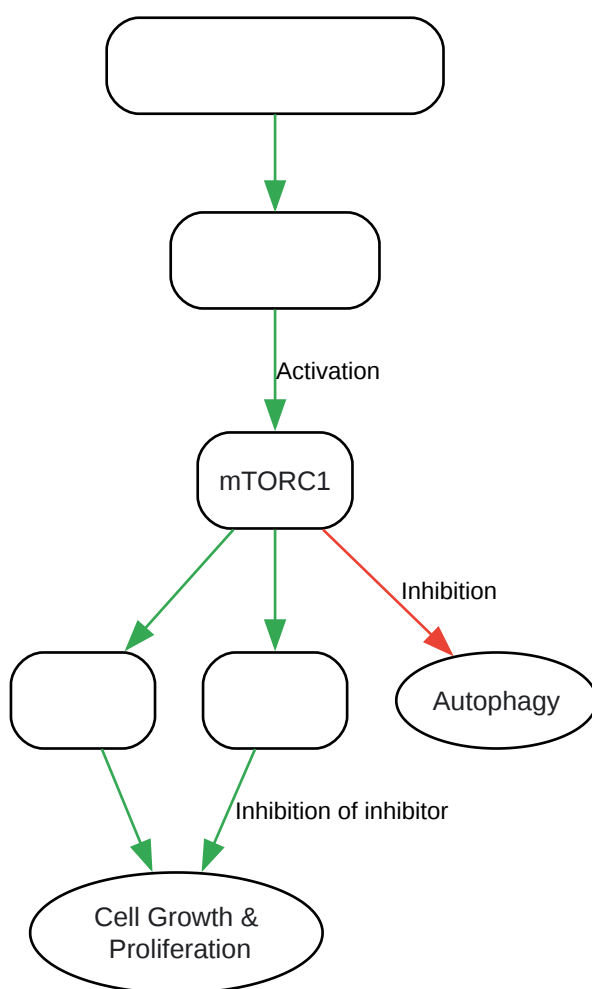 Activation
mTORC1
Inhibition
Autophagy
Inhibition of inhibitor
Cell Growth &
Proliferation